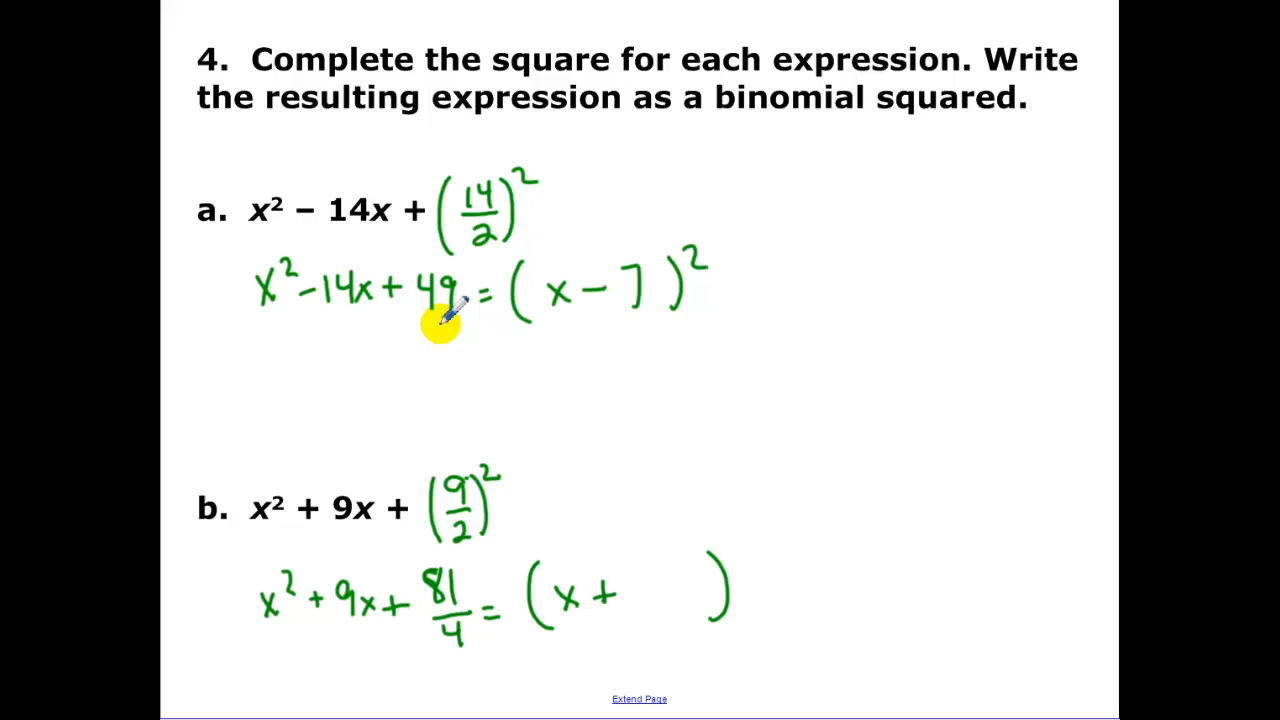 4. Complete the square for each expression. Write
the resulting expression as a binomial squared.
a. x² – 14x + (14/2)²
x² - 14x + 49 = (x - 7)²
b. x² + 9x + (9/2)²
x² + 9x + 81/4 = (x + )
Extend Page